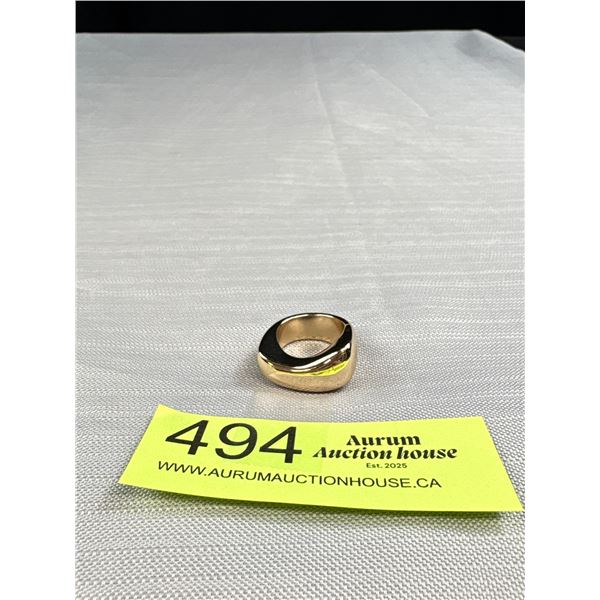 494
Aurum
Auction house
Est. 2025
WWW.AURUMAUCTIONHOUSE.CA